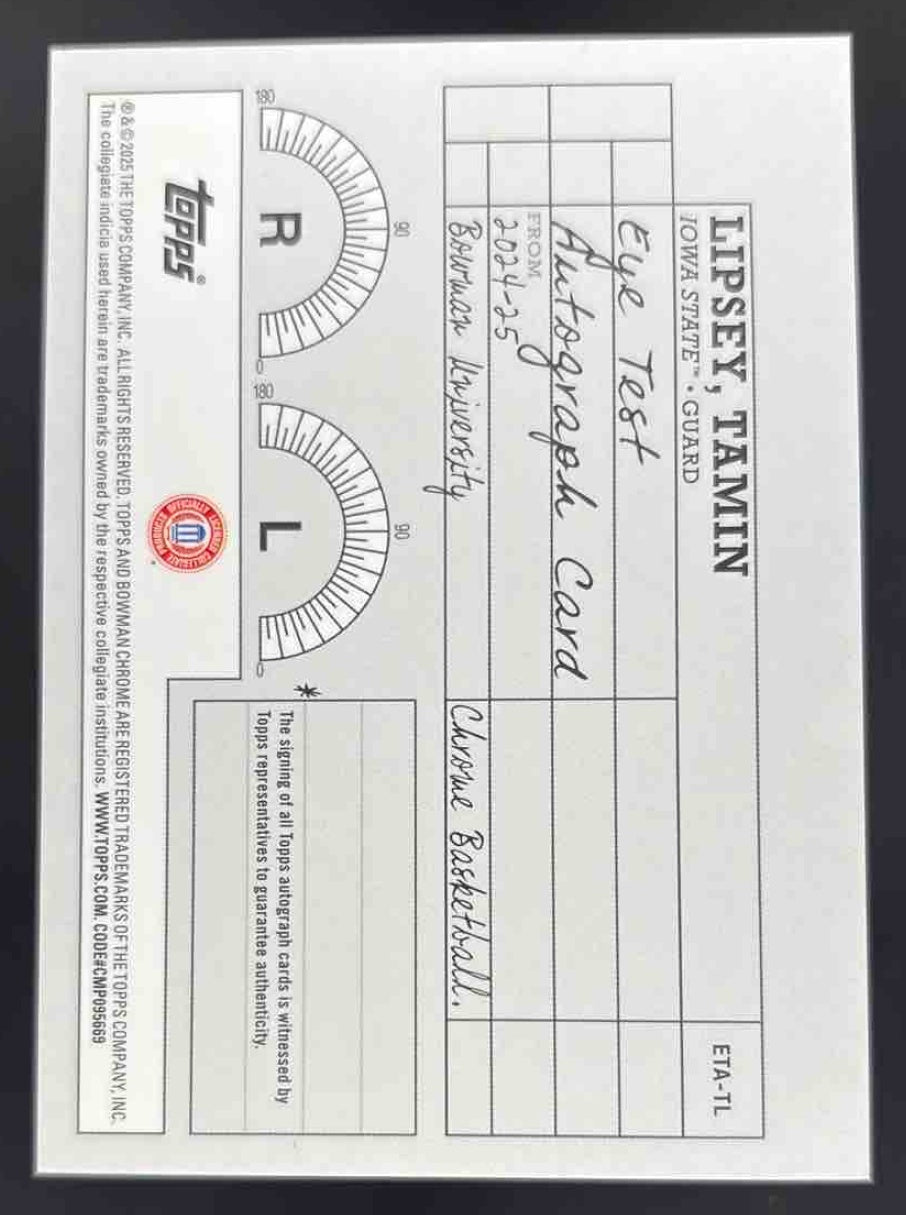 LIPSEY, TAMIN
ETA-TL
IOWA STATE™ • GUARD
Eye Test
Autograph Card
FROM
2024-25
Bowman University Chrome Basketball.
180
90
R
0
180
90
L
0
*
The signing of all Topps autograph cards is witnessed by
Topps representatives to guarantee authenticity.
topps®
OFFICIALLY LICENSED COLLEGIATE PRODUCTS
®&©2025 THE TOPPS COMPANY, INC. ALL RIGHTS RESERVED. TOPPS AND BOWMAN CHROME ARE REGISTERED TRADEMARKS OF THE TOPPS COMPANY, INC.
The collegiate indicia used herein are trademarks owned by the respective collegiate institutions. WWW.TOPPS.COM. CODE#CMP095669